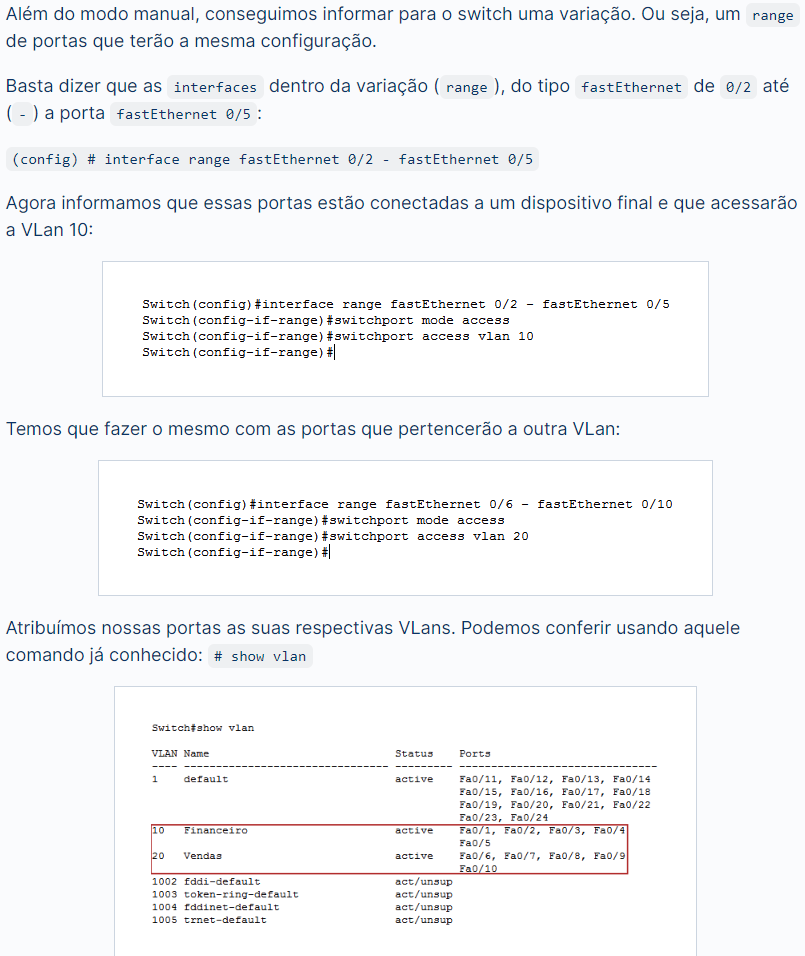 Além do modo manual, conseguimos informar para o switch uma variação. Ou seja, um range
de portas que terão a mesma configuração.
Basta dizer que as interfaces dentro da variação ( range ), do tipo fastEthernet de 0/2 até
( - ) a porta fastEthernet 0/5 :
(config) # interface range fastEthernet 0/2 - fastEthernet 0/5
Agora informamos que essas portas estão conectadas a um dispositivo final e que acessarão
a VLan 10:
Switch(config)#interface range fastEthernet 0/2 - fastEthernet 0/5
Switch(config-if-range)#switchport mode access
Switch(config-if-range)#switchport access vlan 10
Switch(config-if-range)#
Temos que fazer o mesmo com as portas que pertencerão a outra VLan:
Switch(config)#interface range fastEthernet 0/6 - fastEthernet 0/10
Switch(config-if-range)#switchport mode access
Switch(config-if-range)#switchport access vlan 20
Switch(config-if-range)#
Atribuímos nossas portas as suas respectivas VLans. Podemos conferir usando aquele
comando já conhecido: # show vlan
Switch#show vlan
VLAN Name Status Ports
---- -------------------------------- --------- -------------------------------
1 default active Fa0/11, Fa0/12, Fa0/13, Fa0/14
Fa0/15, Fa0/16, Fa0/17, Fa0/18
Fa0/19, Fa0/20, Fa0/21, Fa0/22
Fa0/23, Fa0/24
10 Financeiro active Fa0/1, Fa0/2, Fa0/3, Fa0/4
Fa0/5
20 Vendas active Fa0/6, Fa0/7, Fa0/8, Fa0/9
Fa0/10
1002 fddi-default act/unsup
1003 token-ring-default act/unsup
1004 fddinet-default act/unsup
1005 trnet-default act/unsup